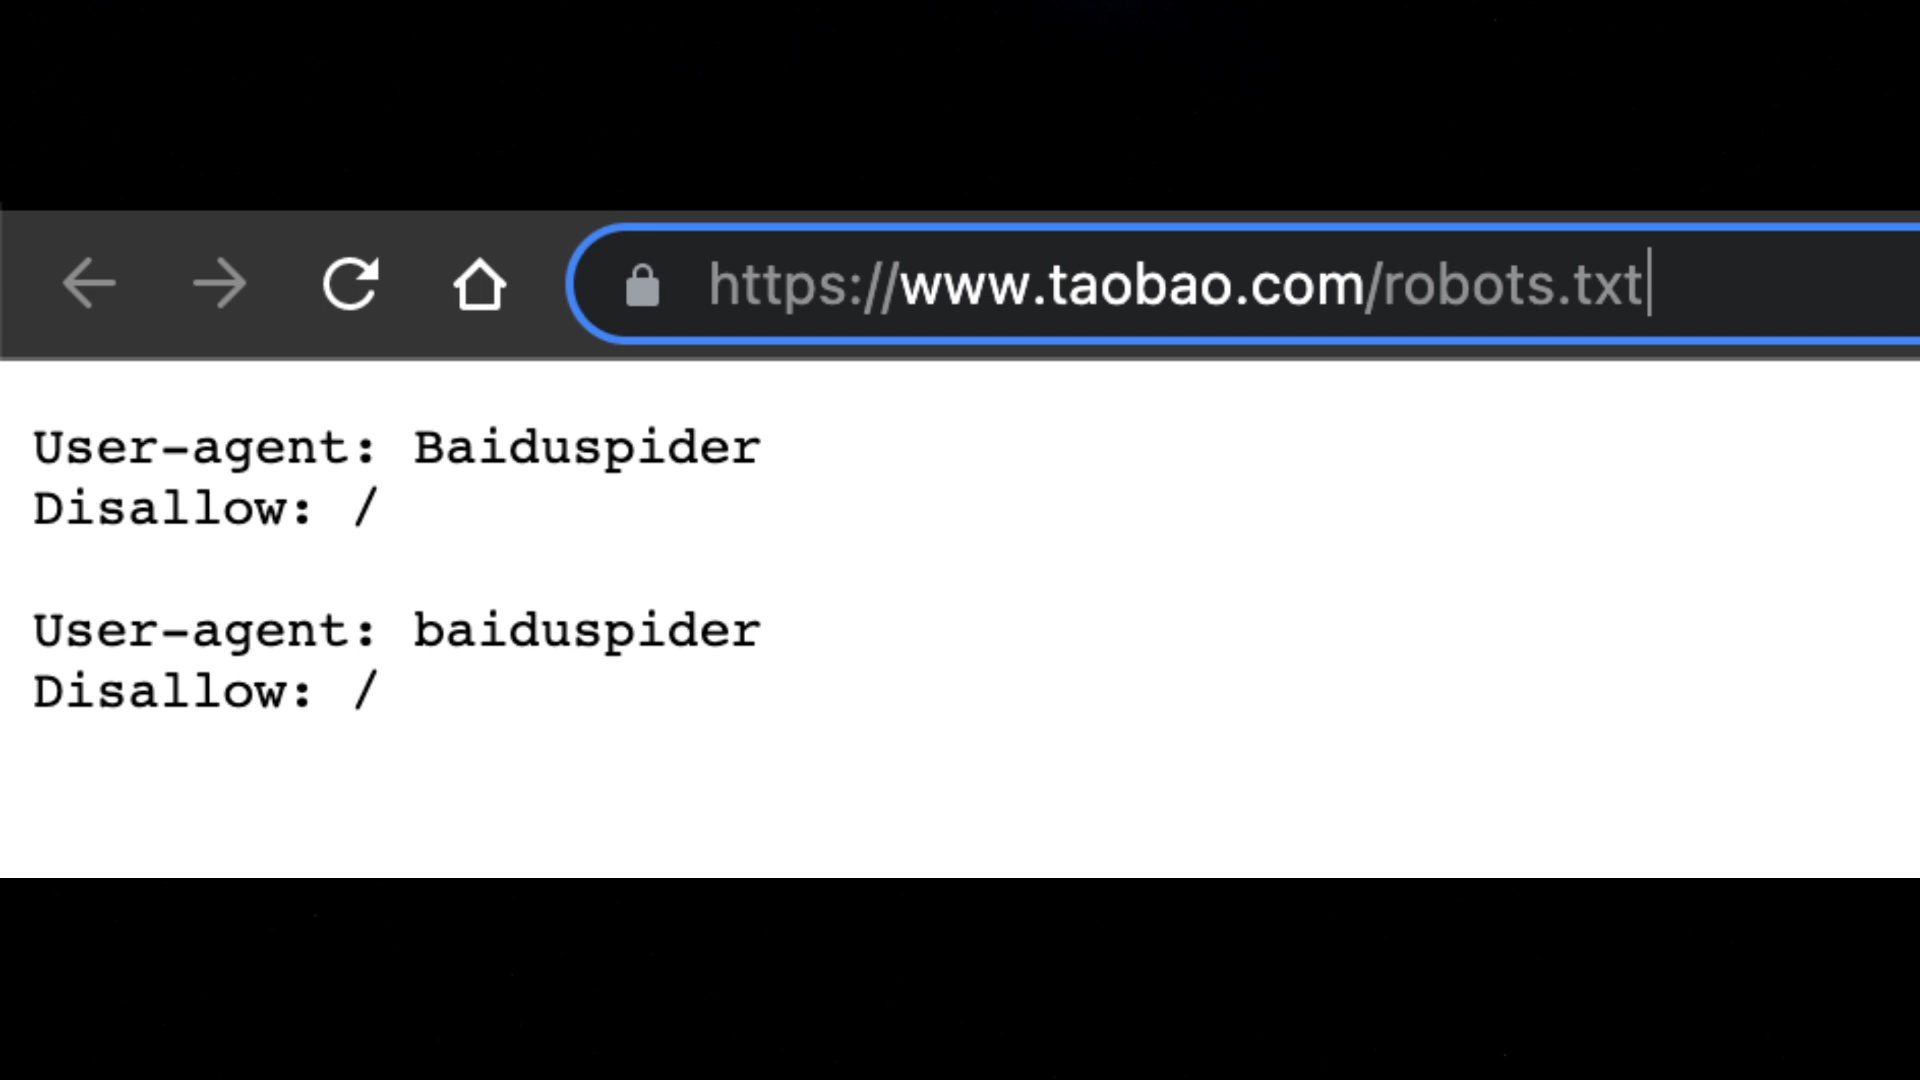 https://www.taobao.com/robots.txt
User-agent: Baiduspider
Disallow: /
User-agent: baiduspider
Disallow: /